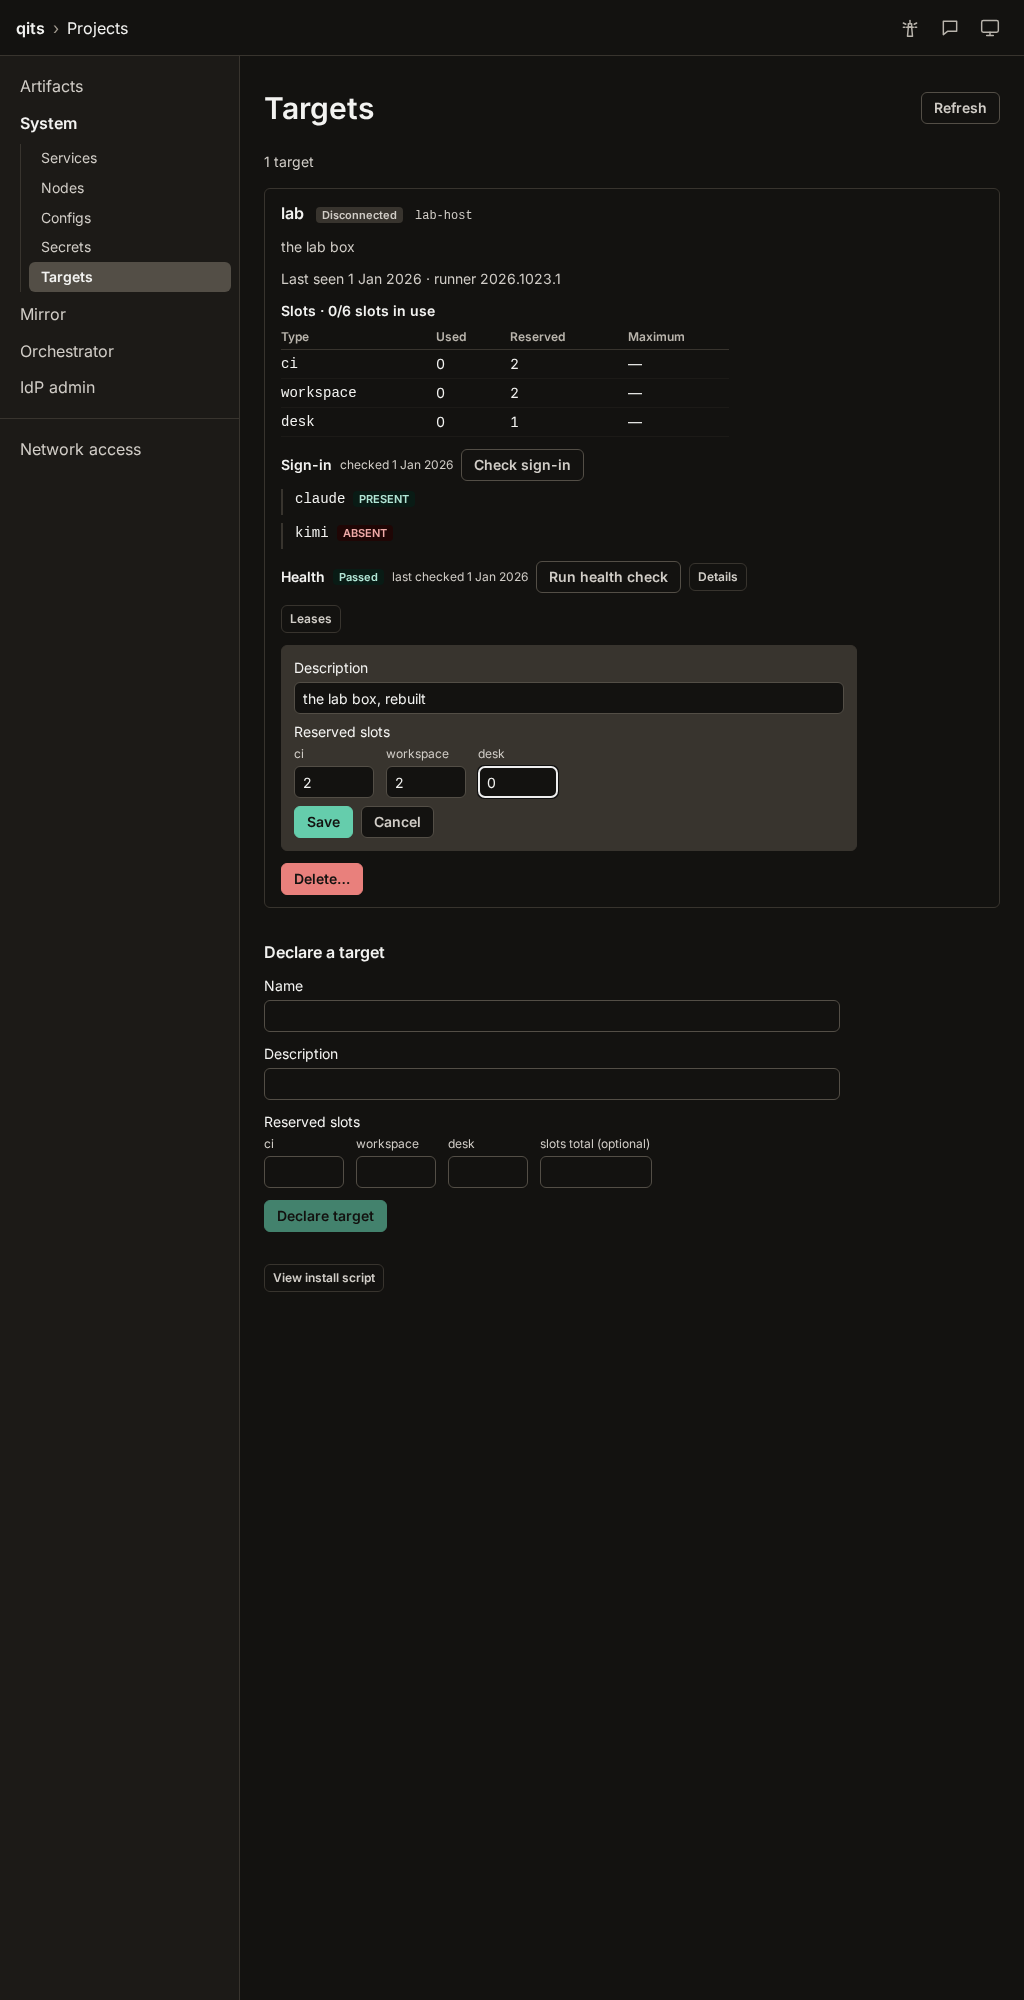 qits › Projects
Artifacts
System
Services
Nodes
Configs
Secrets
Targets
Mirror
Orchestrator
IdP admin
Network access
Targets
Refresh
1 target
lab Disconnected lab-host
the lab box
Last seen 1 Jan 2026 · runner 2026.1023.1
Slots · 0/6 slots in use
Type Used Reserved Maximum
ci 0 2 —
workspace 0 2 —
desk 0 1 —
Sign-in checked 1 Jan 2026 Check sign-in
claude PRESENT
kimi ABSENT
Health Passed last checked 1 Jan 2026 Run health check Details
Leases
Description
the lab box, rebuilt
Reserved slots
ci workspace desk
2 2 0
Save Cancel
Delete…
Declare a target
Name
Description
Reserved slots
ci workspace desk slots total (optional)
Declare target
View install script